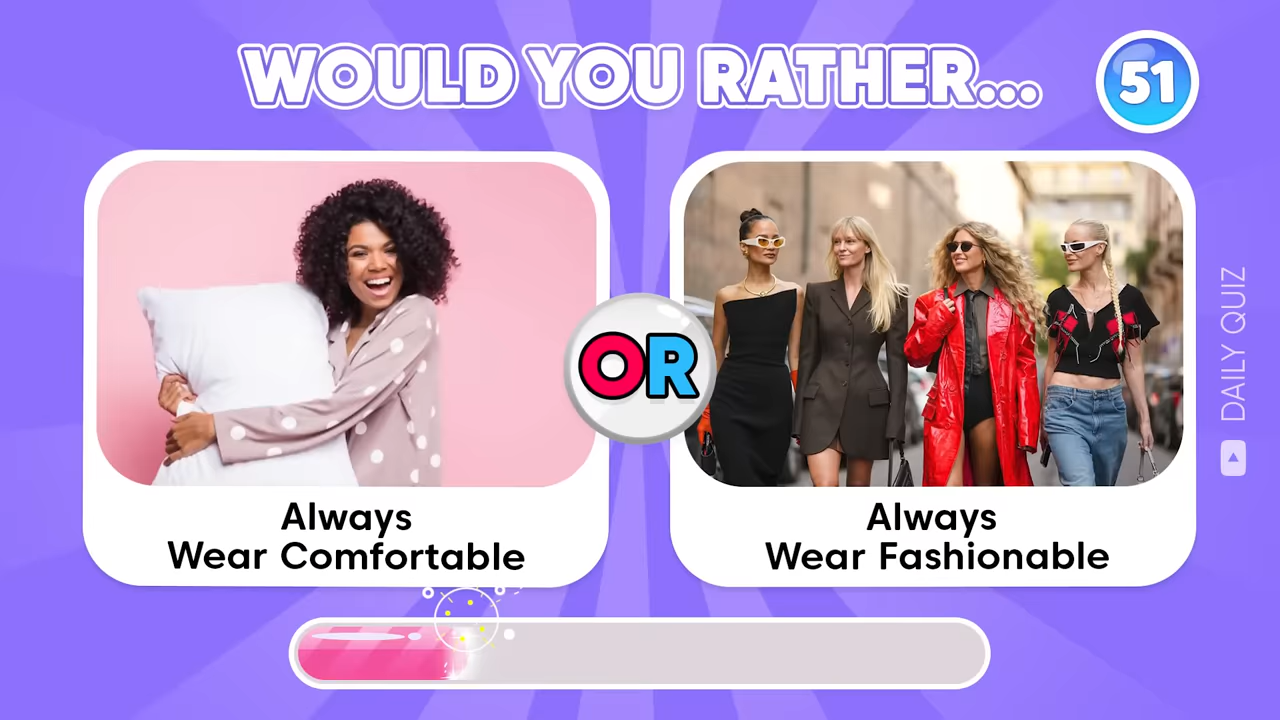 WOULD YOU RATHER...
51
OR
Always
Wear Comfortable
Always
Wear Fashionable
DAILY QUIZ